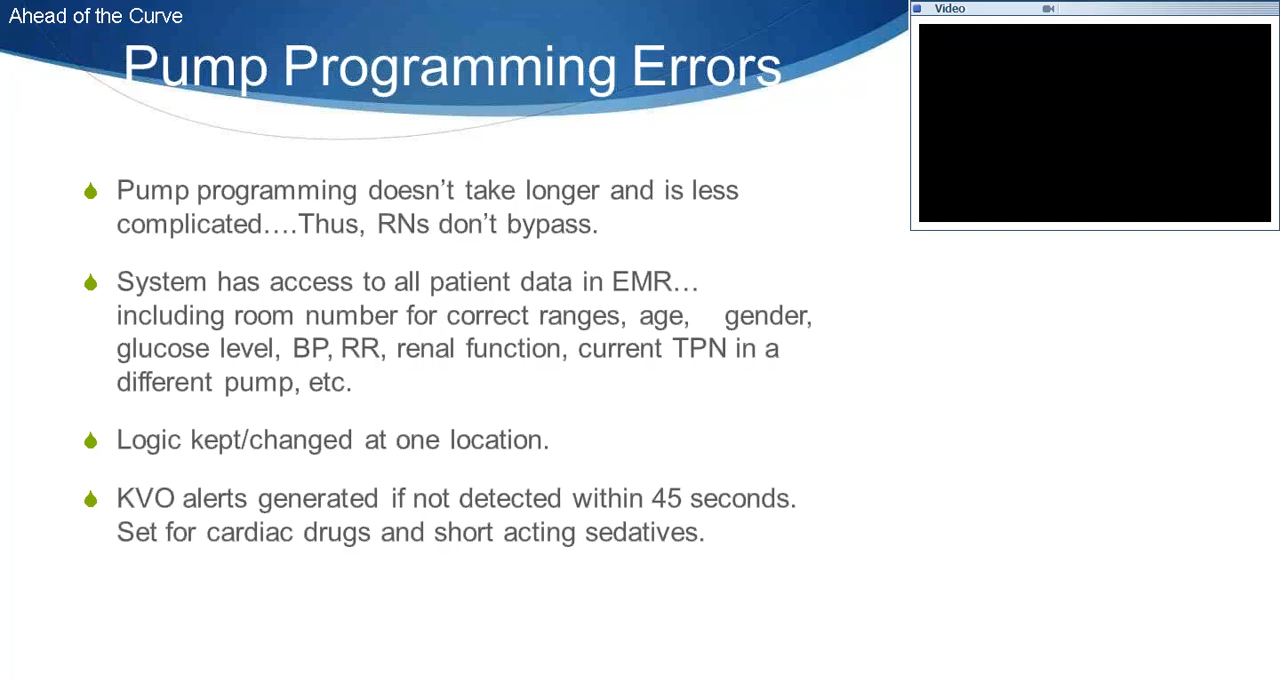 Ahead of the Curve
Video
Pump Programming Errors
Pump programming doesn’t take longer and is less
complicated….Thus, RNs don’t bypass.
System has access to all patient data in EMR…
including room number for correct ranges, age, gender,
glucose level, BP, RR, renal function, current TPN in a
different pump, etc.
Logic kept/changed at one location.
KVO alerts generated if not detected within 45 seconds.
Set for cardiac drugs and short acting sedatives.